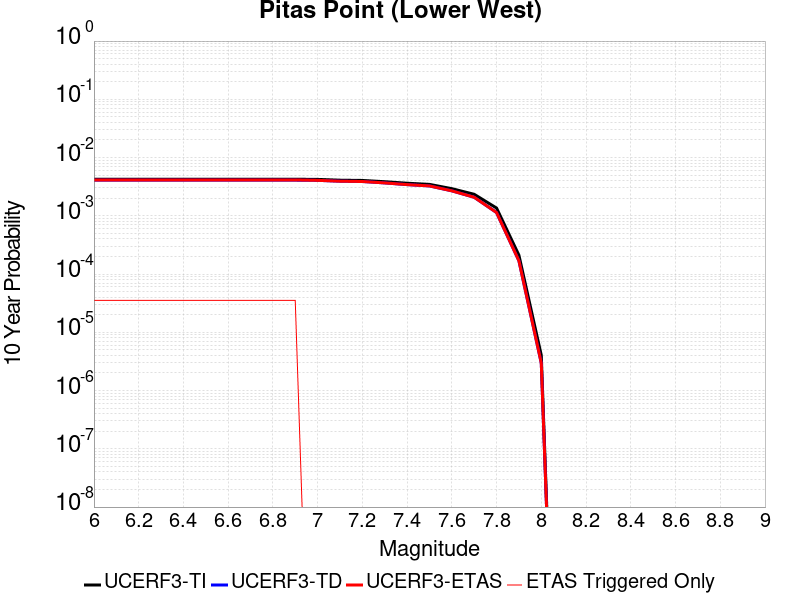 Pitas Point (Lower West)
10 0
10 -1
10 -2
10 -3
10 -4
10 -5
10 -6
10 -7
10 -8
10 Year Probability
6 6.2 6.4 6.6 6.8 7 7.2 7.4 7.6 7.8 8 8.2 8.4 8.6 8.8 9
Magnitude
UCERF3-TI UCERF3-TD UCERF3-ETAS ETAS Triggered Only